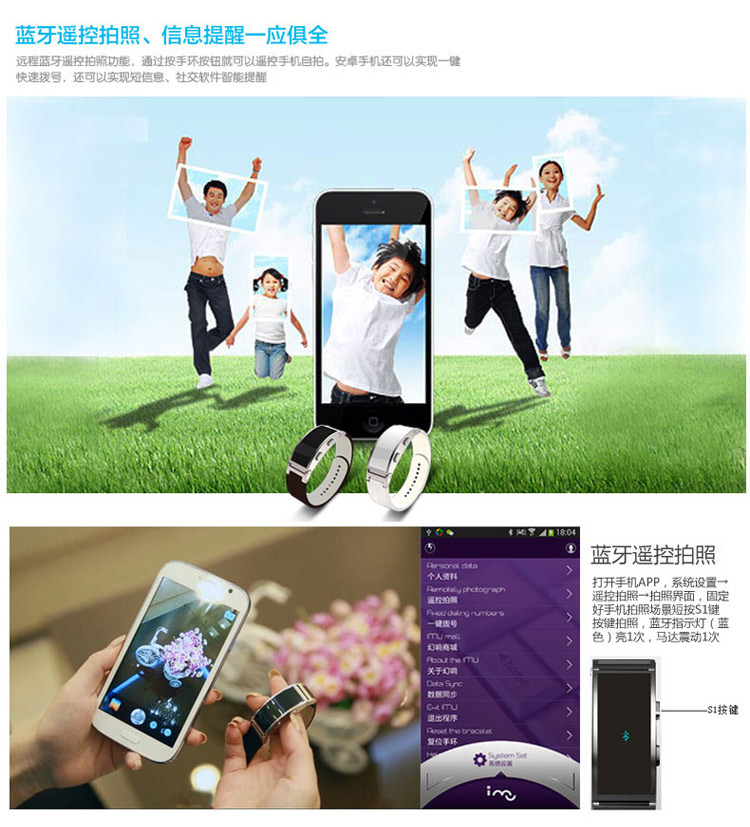 蓝牙遥控拍照、信息提醒一应俱全
远程蓝牙遥控拍照功能，通过按手环按钮就可以遥控手机自拍。安卓手机还可以实现一键
快速拨号，还可以实现短信息、社交软件智能提醒
18:04
Personal data
个人资料
Remotely photograph
遥控拍照
Fixed dialing numbers
一键拨号
IMU mall
幻响商城
About the IMU
关于幻响
Data Sync
数据同步
Exit IMU
退出程序
Reset the bracelet
复位手环
He
System Set
系统设置
imu
蓝牙遥控拍照
打开手机APP，系统设置→
遥控拍照→拍照界面，固定
好手机拍照场景短按S1键
按键拍照，蓝牙指示灯（蓝
色）亮1次，马达震动1次
S1按键